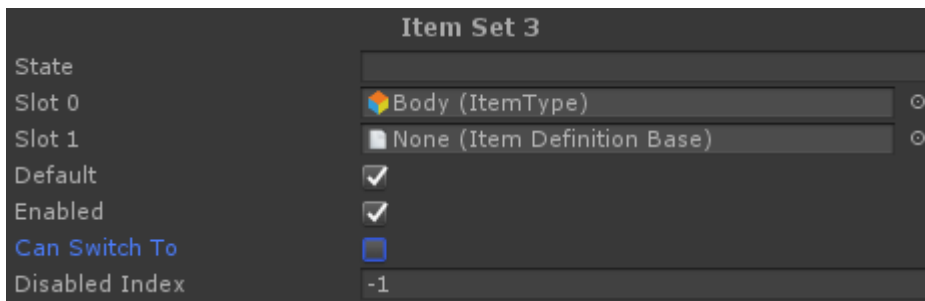 Item Set 3
State
Slot 0 Body (ItemType)
Slot 1 None (Item Definition Base)
Default
Enabled
Can Switch To
Disabled Index -1